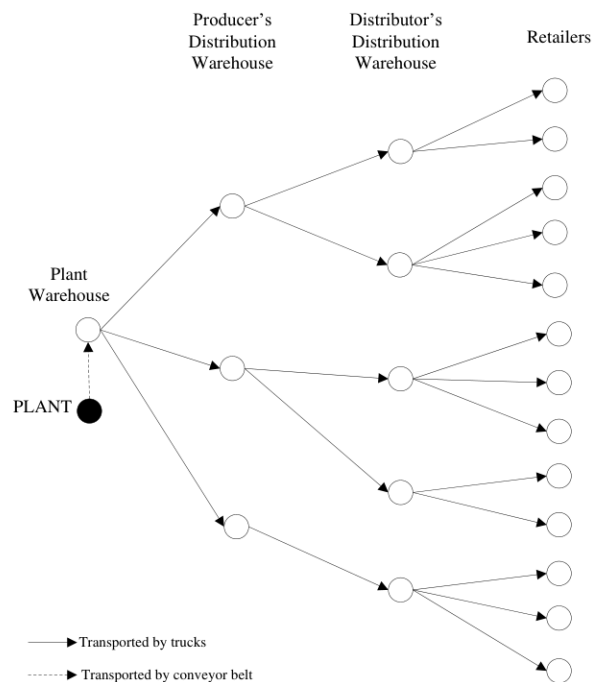 Producer's
Distribution
Warehouse
Distributor's
Distribution
Warehouse
Retailers
Plant
Warehouse
PLANT
Transported by trucks
Transported by conveyor belt